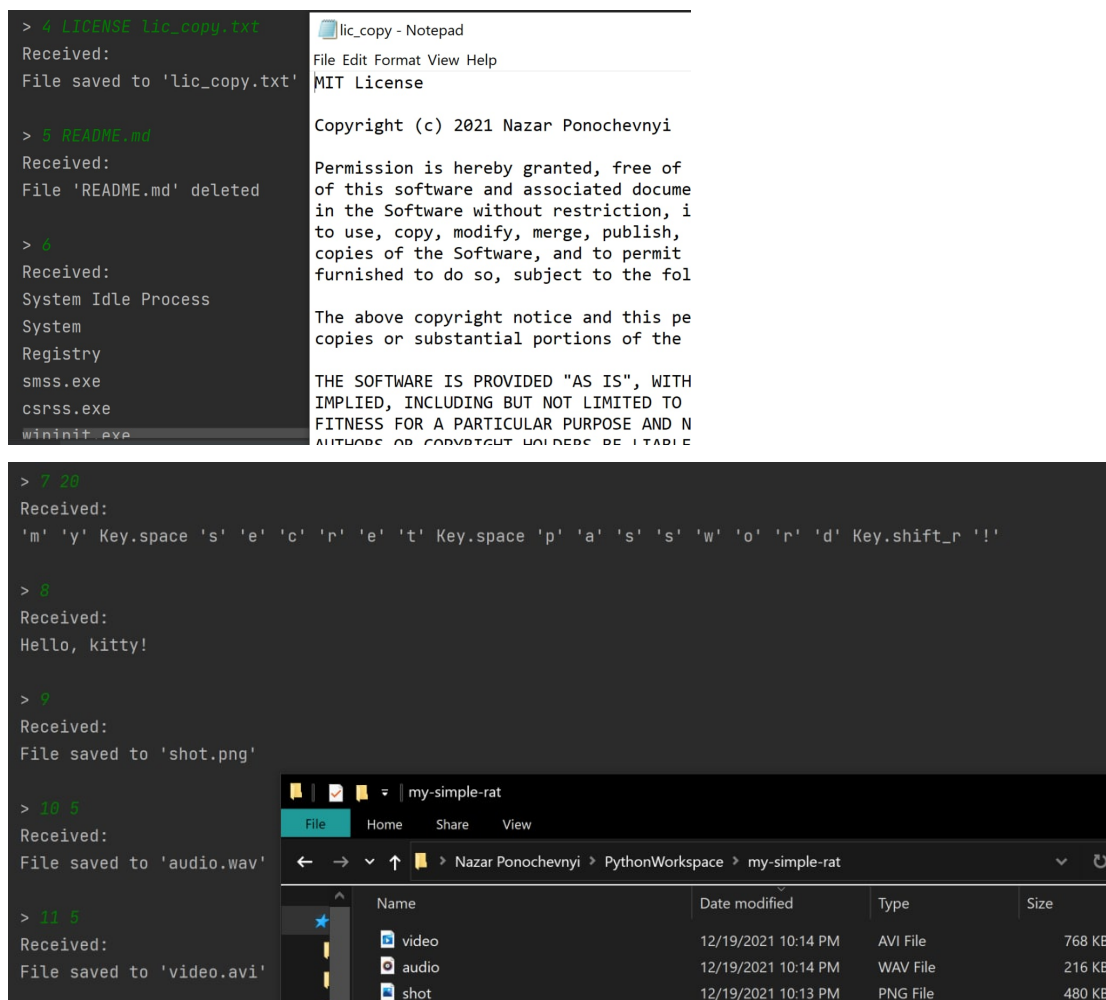 > 4 LICENSE lic_copy.txt
Received:
File saved to 'lic_copy.txt'
> 5 README.md
Received:
File 'README.md' deleted
> 6
Received:
System Idle Process
System
Registry
smss.exe
csrss.exe
wininit.exe
lic_copy - Notepad
File Edit Format View Help
MIT License
Copyright (c) 2021 Nazar Ponochevnyi
Permission is hereby granted, free of
of this software and associated docume
in the Software without restriction, i
to use, copy, modify, merge, publish,
copies of the Software, and to permit
furnished to do so, subject to the fol
The above copyright notice and this pe
copies or substantial portions of the
THE SOFTWARE IS PROVIDED "AS IS", WITH
IMPLIED, INCLUDING BUT NOT LIMITED TO
FITNESS FOR A PARTICULAR PURPOSE AND N
AUTHORS OR COPYRIGHT HOLDERS BE LIABLE
> 7 20
Received:
'm' 'y' Key.space 's' 'e' 'c' 'r' 'e' 't' Key.space 'p' 'a' 's' 's' 'w' 'o' 'r' 'd' Key.shift_r '!'
> 8
Received:
Hello, kitty!
> 9
Received:
File saved to 'shot.png'
> 10 5
Received:
File saved to 'audio.wav'
> 11 5
Received:
File saved to 'video.avi'
my-simple-rat
File Home Share View
Nazar Ponochevnyi > PythonWorkspace > my-simple-rat
Name Date modified Type Size
video 12/19/2021 10:14 PM AVI File 768 KB
audio 12/19/2021 10:14 PM WAV File 216 KB
shot 12/19/2021 10:13 PM PNG File 480 KB